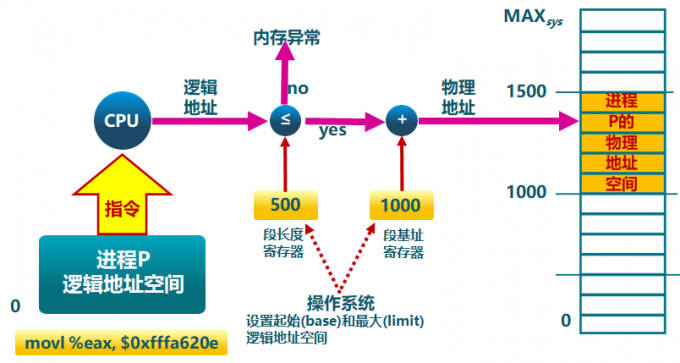 MAXsys
内存异常
逻辑
地址
no
物理
地址
1500
CPU
≤
yes
+
进程
P的
物理
地址
空间
指令
500
1000
1000
段长度
寄存器
段基址
寄存器
进程P
逻辑地址空间
0
操作系统
设置起始(base)和最大(limit)
逻辑地址空间
0
movl %eax, $0xfffa620e